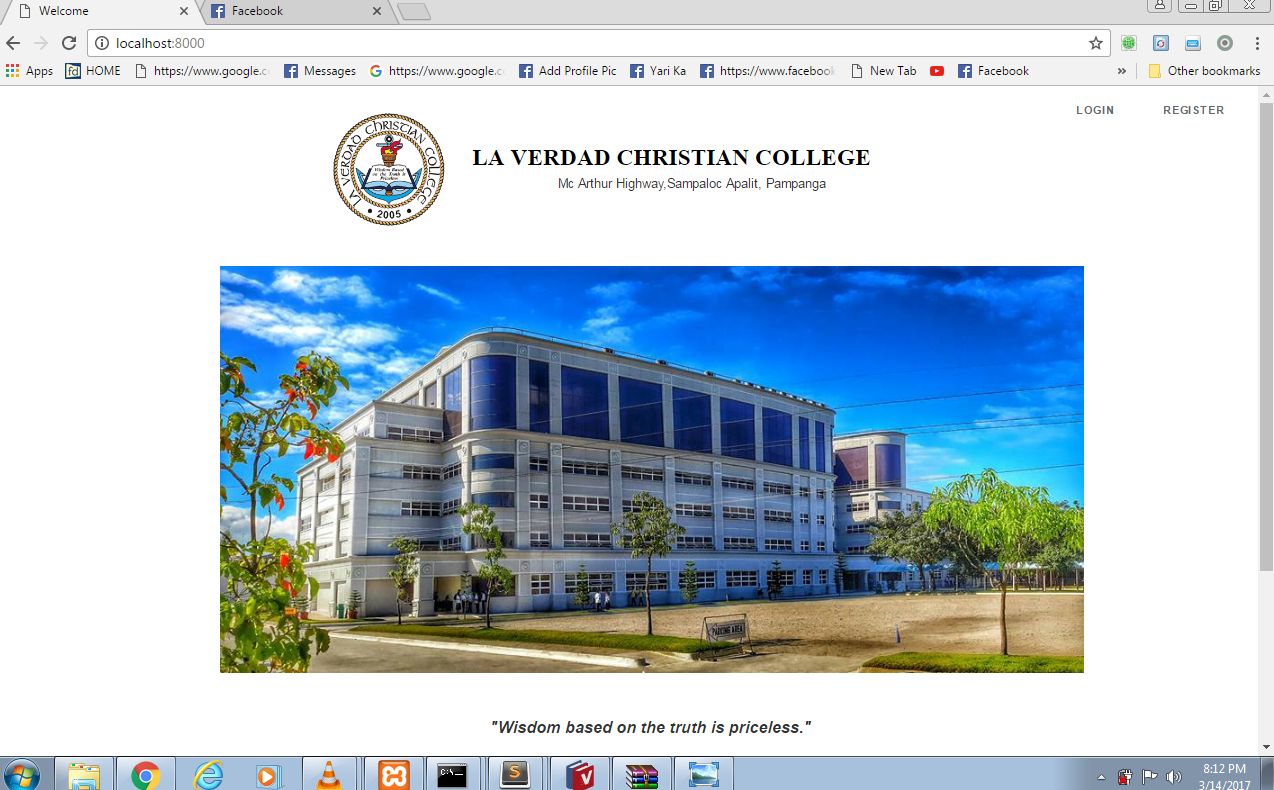 Welcome
Facebook
localhost:8000
Apps
HOME
https://www.google.c
Messages
https://www.google.c
Add Profile Pic
Yari Ka
https://www.facebook
New Tab
Facebook
»
Other bookmarks
LOGIN
REGISTER
LA VERDAD CHRISTIAN COLLEGE
Wisdom Based
on the Truth is
Priceless
• 2005 •
LA VERDAD CHRISTIAN COLLEGE
Mc Arthur Highway,Sampaloc Apalit, Pampanga
PARKING AREA
"Wisdom based on the truth is priceless."
C:\
S
8:12 PM
3/14/2017